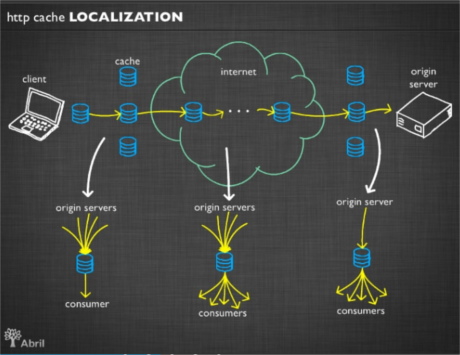 http cache LOCALIZATION
client
cache
internet
origin
server
origin servers
origin servers
origin server
consumer
consumers
consumers
Abril